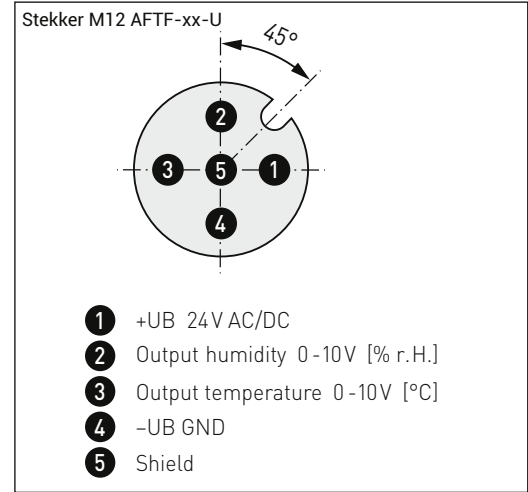 Stekker M12 AFTF-xx-U
45°
2
3 5 1
4
1 +UB 24V AC/DC
2 Output humidity 0-10V [% r.H.]
3 Output temperature 0-10V [°C]
4 –UB GND
5 Shield